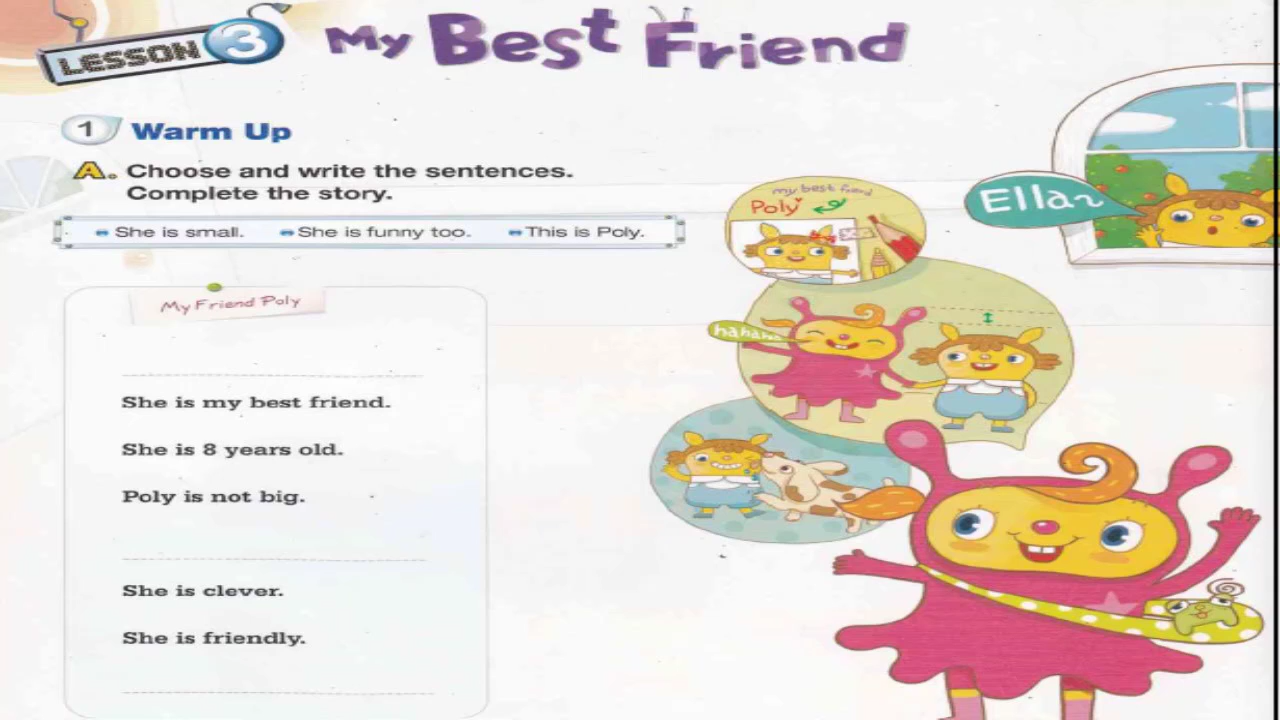 LESSON 3
My Best Friend
1 Warm Up
A. Choose and write the sentences.
Complete the story.
She is small. She is funny too. This is Poly.
My Friend Poly
She is my best friend.
She is 8 years old.
Poly is not big.
She is clever.
She is friendly.
my best fierd
Poly
Ella~
hahaha